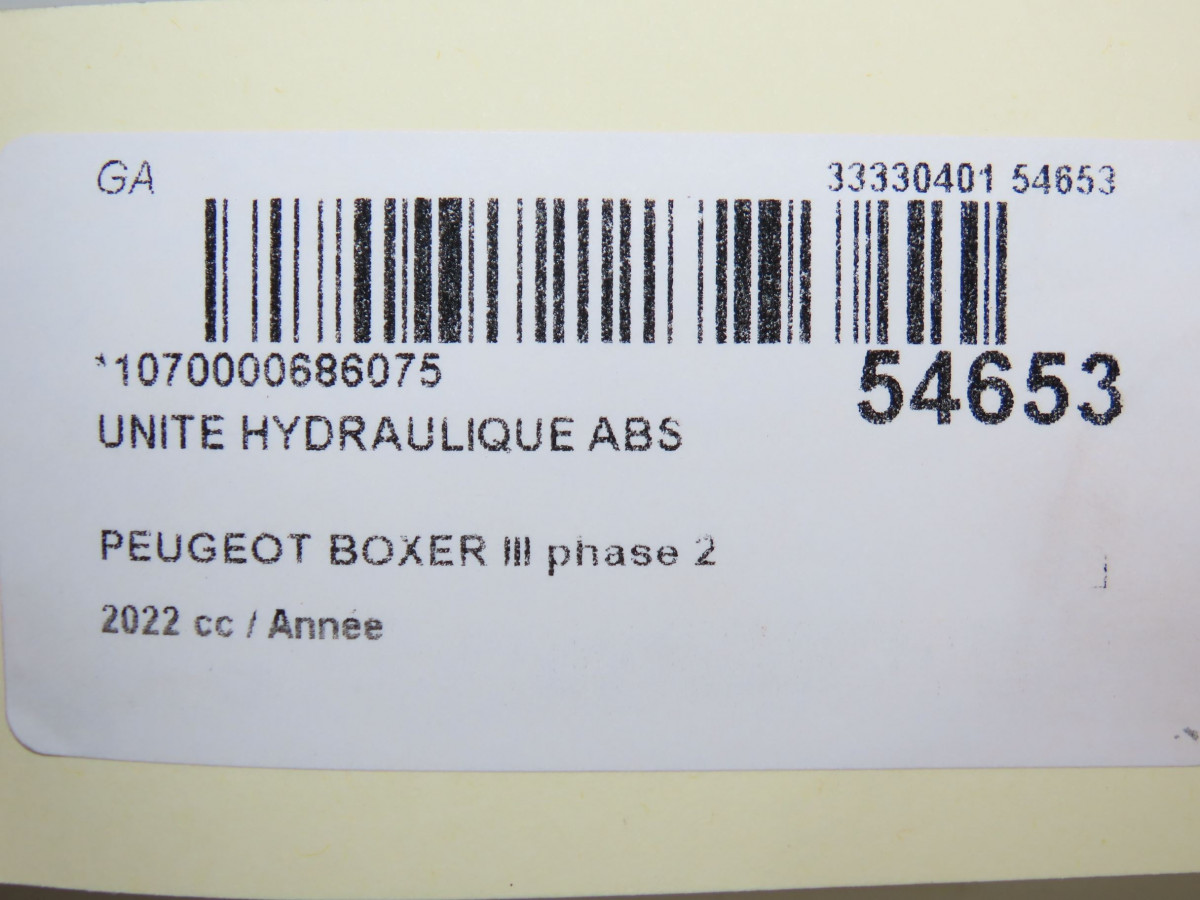 GA 33330401 54653
*1070000686075 54653
UNITE HYDRAULIQUE ABS
PEUGEOT BOXER III phase 2
2022 cc / Année